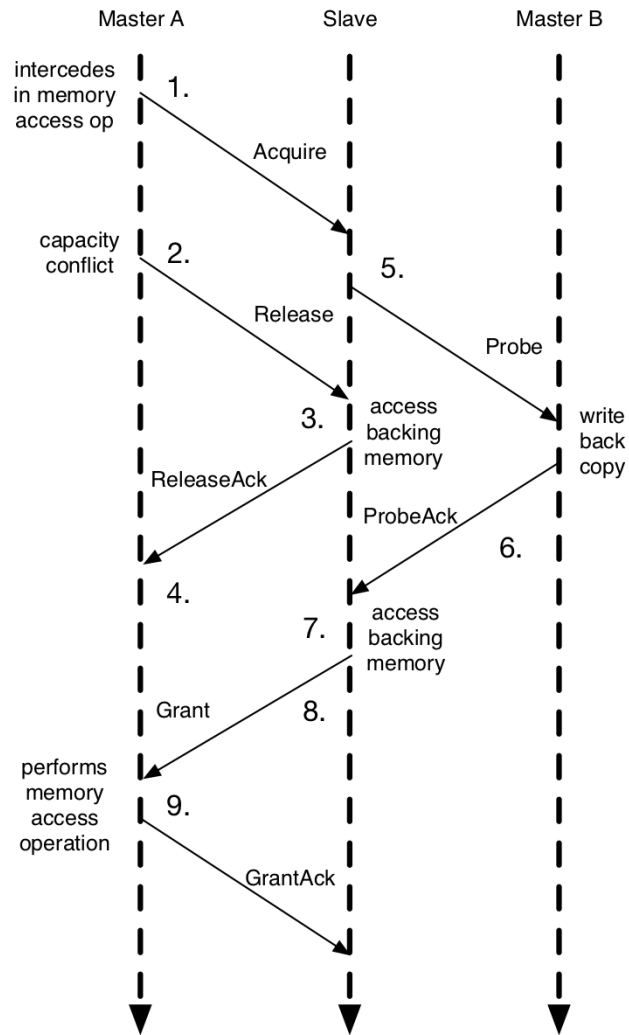 Master A
Slave
Master B
intercedes
in memory
access op
1.
Acquire
capacity
conflict
2.
5.
Release
Probe
3.
access
backing
memory
write
back
copy
ReleaseAck
ProbeAck
6.
4.
7.
access
backing
memory
Grant
8.
performs
memory
access
operation
9.
GrantAck